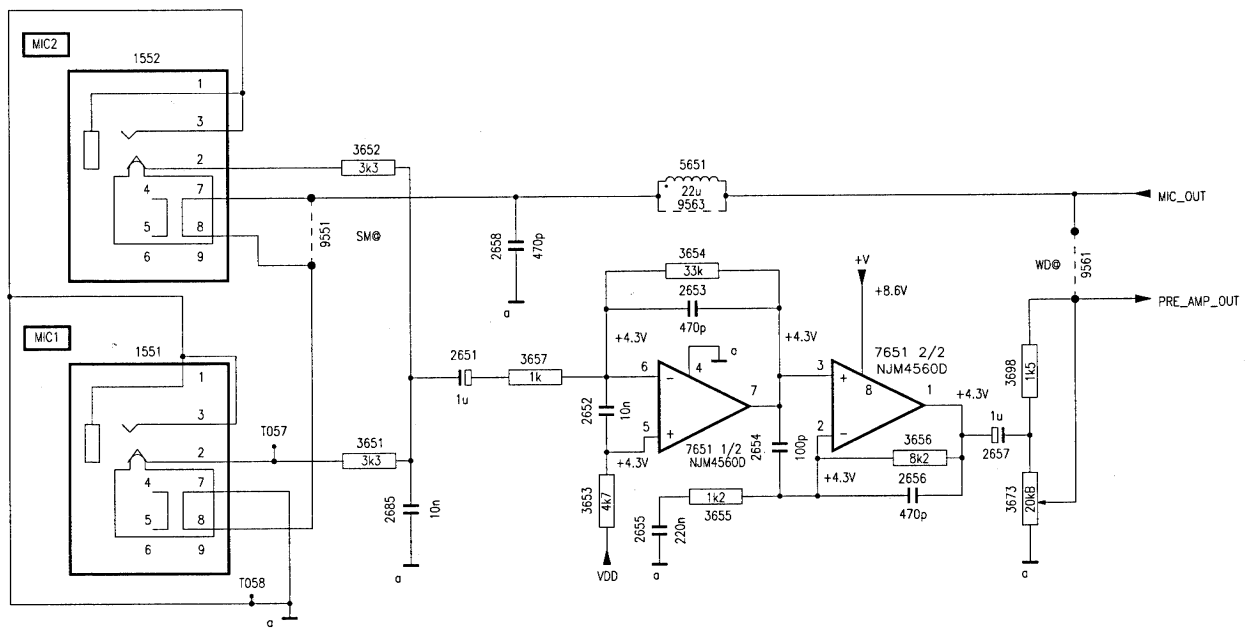 MIC2
1552
1
3
2
4
7
5
8
6
9
9551
SM@
3652
3k3
5651
22u
9563
MIC_OUT
2658
470p
a
3654
33k
2653
470p
+V
+8.6V
WD@
9561
PRE_AMP_OUT
MIC1
1551
1
3
2
4
7
5
8
6
9
T057
T058
a
3651
3k3
2685
10n
a
2651
1u
3657
1k
+4.3V
6
−
5
+
4
a
7
7651 1/2
NJM4560D
2652
10n
+4.3V
3653
4k7
VDD
+4.3V
2654
100p
3
+
2
−
8
1
7651 2/2
NJM4560D
+4.3V
3656
8k2
2656
470p
+4.3V
1k2
3655
2655
220n
a
1u
2657
3698
1k5
3673
20kB
a